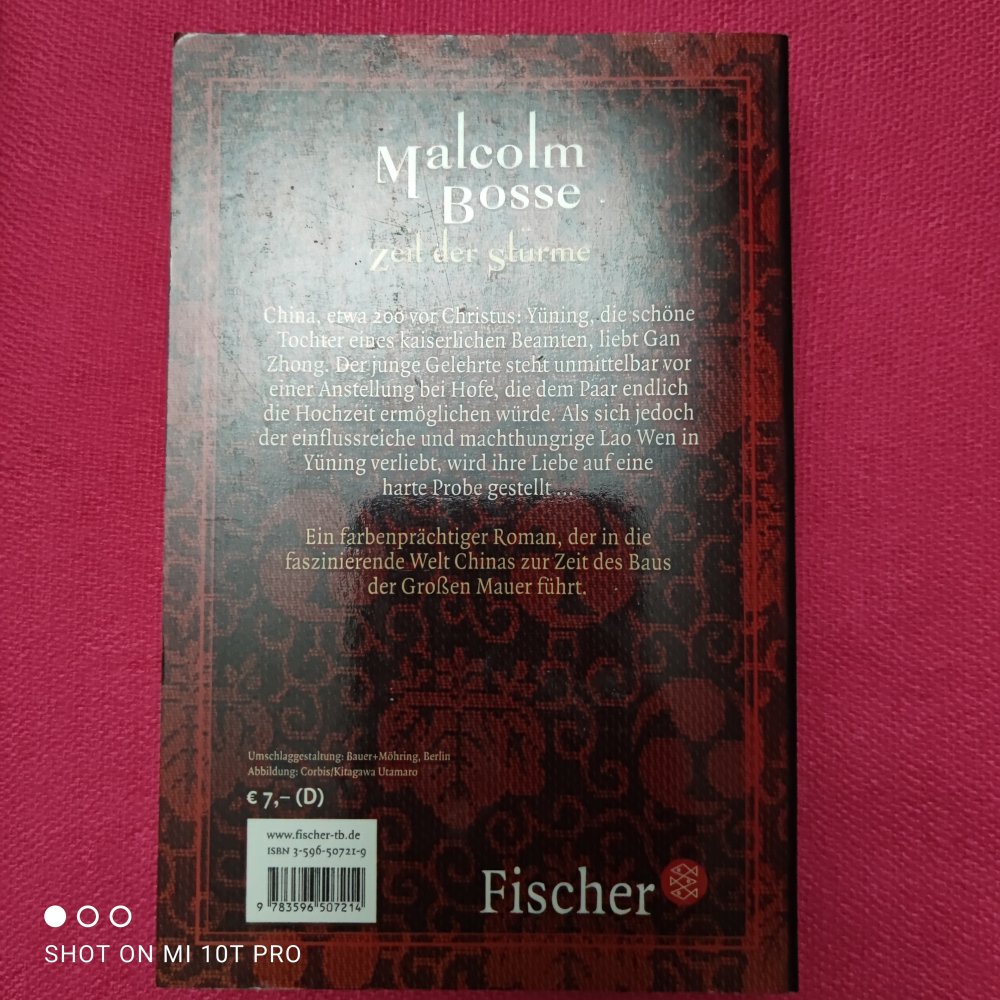 Malcolm
Bosse
Zeit der Stürme
China, etwa 200 vor Christus: Yüning, die schöne
Tochter eines kaiserlichen Beamten, liebt Gan
Zhong. Der junge Gelehrte steht unmittelbar vor
einer Anstellung bei Hofe, die dem Paar endlich
die Hochzeit ermöglichen würde. Als sich jedoch
der einflussreiche und machthungrige Lao Wen in
Yüning verliebt, wird ihre Liebe auf eine
harte Probe gestellt ...
Ein farbenprächtiger Roman, der in die
faszinierende Welt Chinas zur Zeit des Baus
der Großen Mauer führt.
Umschlaggestaltung: Bauer+Möhring, Berlin
Abbildung: Corbis/Kitagawa Utamaro
€ 7,– (D)
www.fischer-tb.de
ISBN 3-596-50721-9
9 783596 507214
Fischer
SHOT ON MI 10T PRO